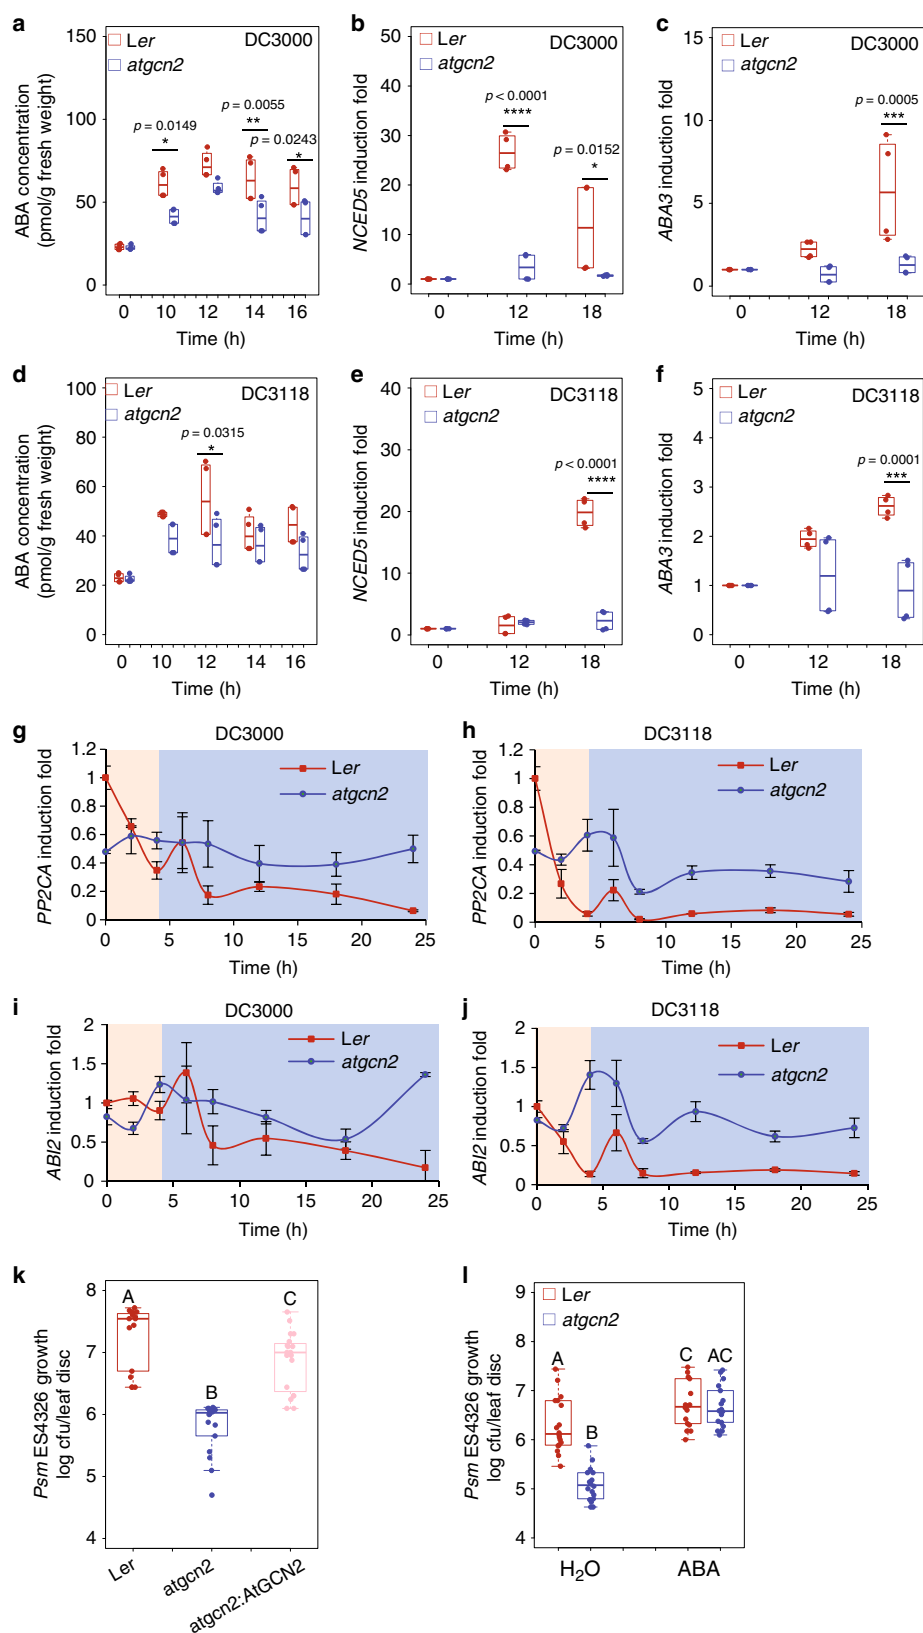 a
150
100
50
0
ABA concentration
(pmol/g fresh weight)
Ler
atgcn2
DC3000
p = 0.0149
*
p = 0.0055
**
p = 0.0243
*
0 10 12 14 16
Time (h)
b
50
40
30
20
10
0
NCED5 induction fold
Ler
atgcn2
DC3000
p < 0.0001
****
p = 0.0152
*
0 12 18
Time (h)
c
15
10
5
0
ABA3 induction fold
Ler
atgcn2
DC3000
p = 0.0005
***
0 12 18
Time (h)
d
100
80
60
40
20
0
ABA concentration
(pmol/g fresh weight)
Ler
atgcn2
DC3118
p = 0.0315
*
0 10 12 14 16
Time (h)
e
40
30
20
10
0
NCED5 induction fold
Ler
atgcn2
DC3118
p < 0.0001
****
0 12 18
Time (h)
f
5
4
3
2
1
0
ABA3 induction fold
Ler
atgcn2
DC3118
p = 0.0001
***
0 12 18
Time (h)
g
DC3000
1.2
1
0.8
0.6
0.4
0.2
0
PP2CA induction fold
Ler
atgcn2
0 5 10 15 20 25
Time (h)
h
DC3118
1.2
1
0.8
0.6
0.4
0.2
0
PP2CA induction fold
Ler
atgcn2
0 5 10 15 20 25
Time (h)
i
DC3000
2
1.5
1
0.5
0
ABI2 induction fold
Ler
atgcn2
0 5 10 15 20 25
Time (h)
j
DC3118
2
1.5
1
0.5
0
ABI2 induction fold
Ler
atgcn2
0 5 10 15 20 25
Time (h)
k
8
7
6
5
4
Psm ES4326 growth
log cfu/leaf disc
A
B
C
Ler
atgcn2
atgcn2:AtGCN2
l
9
8
7
6
5
4
Psm ES4326 growth
log cfu/leaf disc
Ler
atgcn2
A
B
C
AC
H₂O ABA